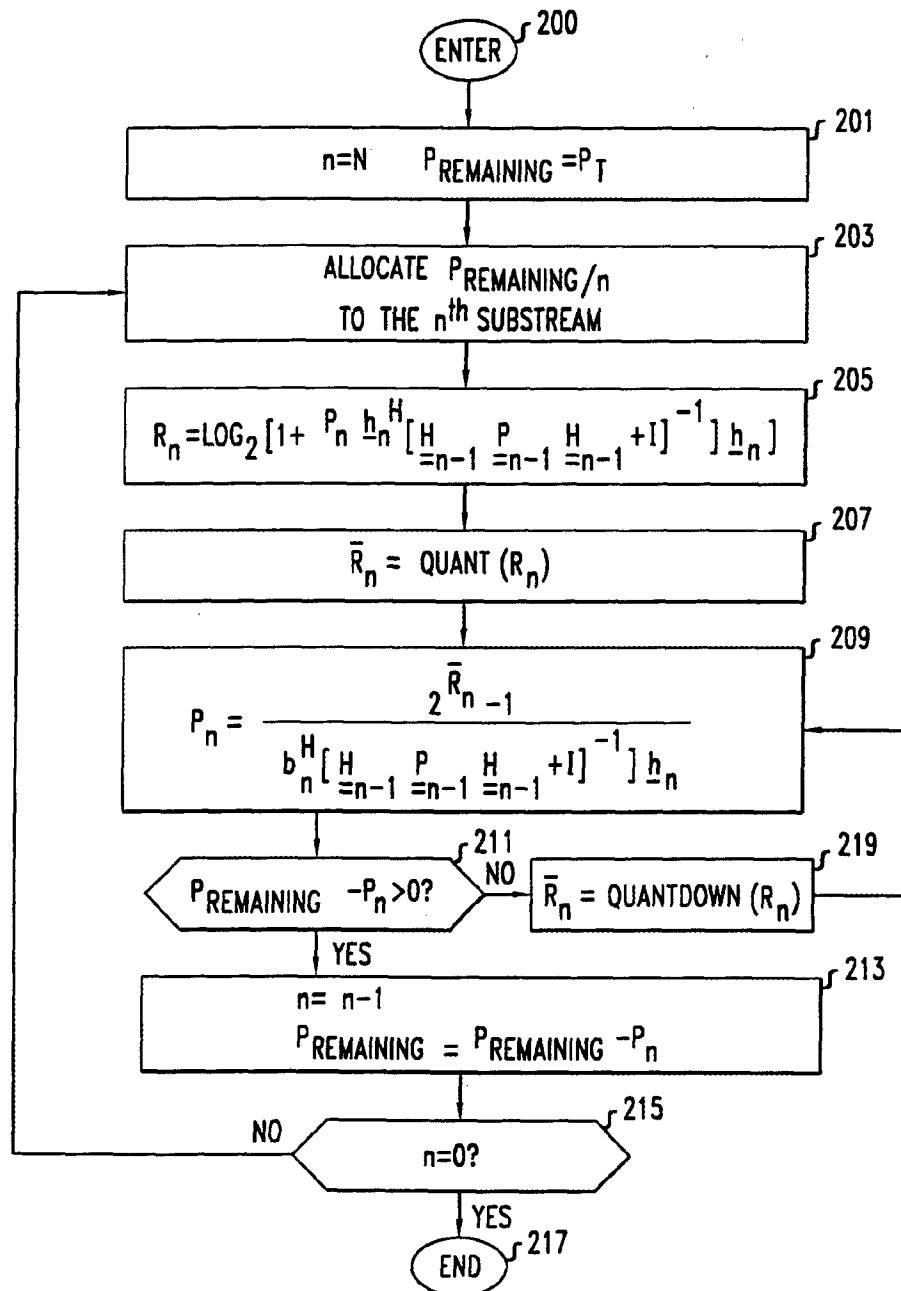 ENTER 200
201
n=N P_REMAINING = P_T
203
ALLOCATE P_REMAINING/n
TO THE n^th SUBSTREAM
205
R_n = LOG_2 [1+ P_n h_n^H [H_n-1 P_n-1 H_n-1 +I]^-1 ] h_n ]
207
R̄_n = QUANT (R_n)
209
P_n = 2^R̄_n -1
b_n^H [H_n-1 P_n-1 H_n-1 +I]^-1 ] h_n
211
P_REMAINING -P_n>0?
NO
219
R̄_n = QUANTDOWN (R_n)
YES
213
n= n-1
P_REMAINING = P_REMAINING -P_n
215
NO
n=0?
YES
END 217